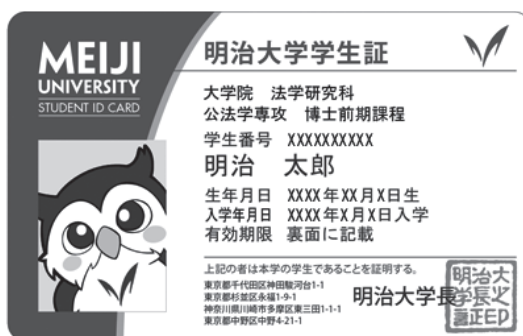 MEIJI
UNIVERSITY
STUDENT ID CARD
明治大学学生証
大学院 法学研究科
公法学専攻 博士前期課程
学生番号 XXXXXXXXXX
明治 太郎
生年月日 XXXX年XX月X日生
入学年月日 XXXX年X月X日入学
有効期限 裏面に記載
上記の者は本学の学生であることを証明する。
東京都千代田区神田駿河台1-1
東京都杉並区永福1-9-1
神奈川県川崎市多摩区東三田1-1-1
東京都中野区中野4-21-1
明治大学長